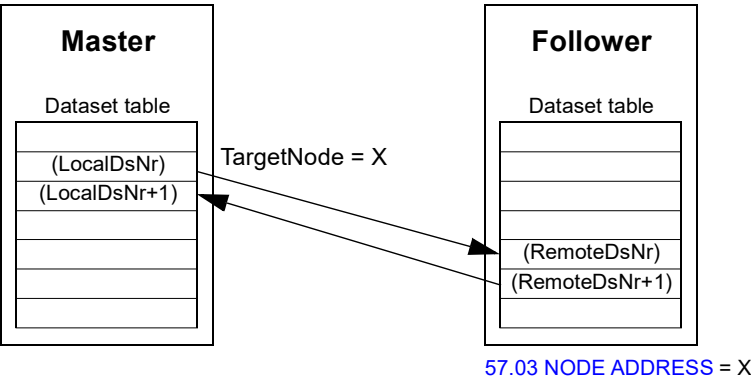 Master
Follower
Dataset table
Dataset table
TargetNode = X
(LocalDsNr)
(LocalDsNr+1)
(RemoteDsNr)
(RemoteDsNr+1)
57.03 NODE ADDRESS = X